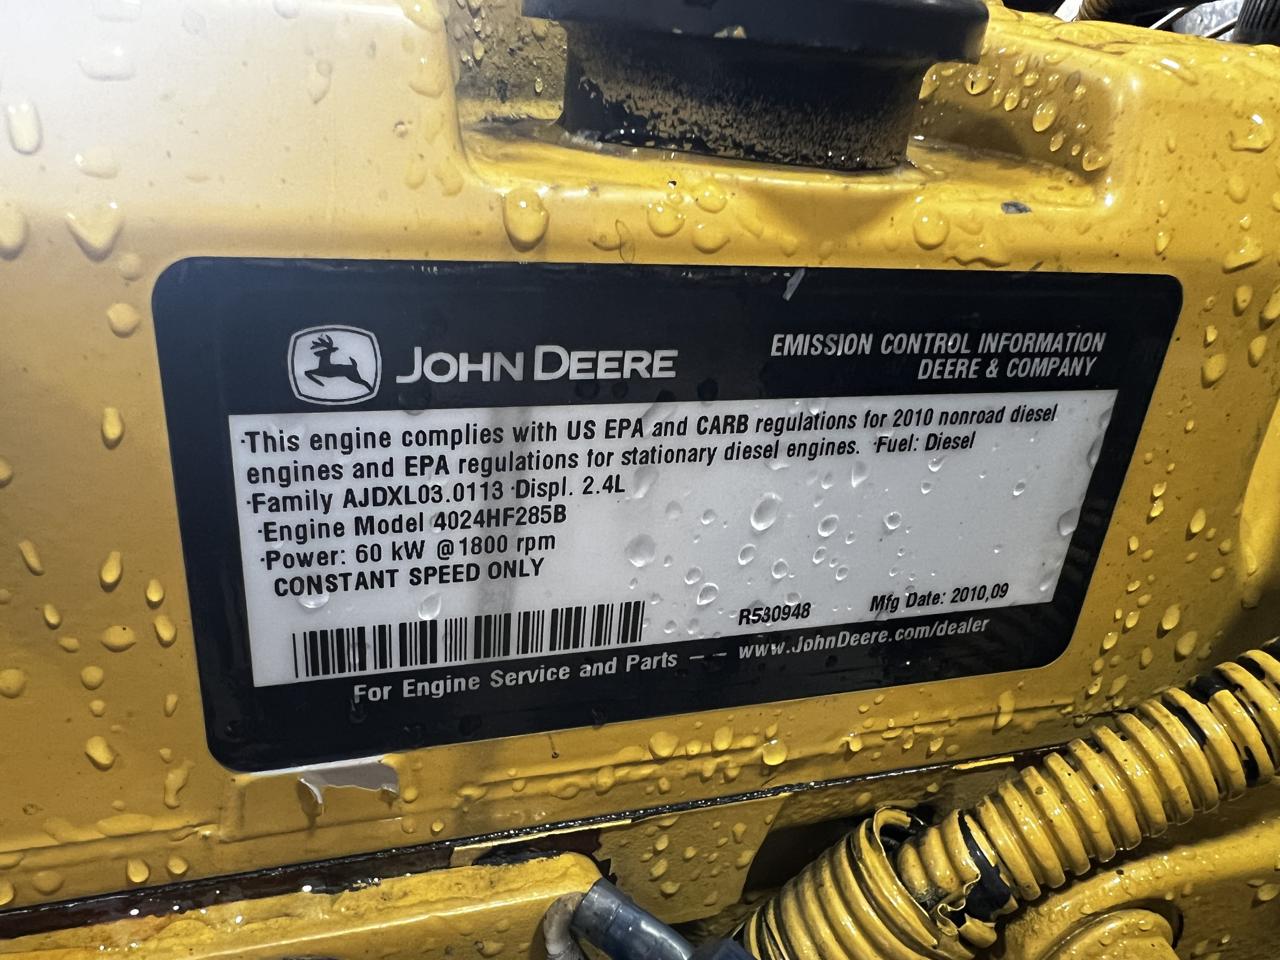 JOHN DEERE
EMISSION CONTROL INFORMATION
DEERE & COMPANY
·This engine complies with US EPA and CARB regulations for 2010 nonroad diesel
engines and EPA regulations for stationary diesel engines. ·Fuel: Diesel
·Family AJDXL03.0113 ·Displ. 2.4L
·Engine Model 4024HF285B
·Power: 60 kW @1800 rpm
CONSTANT SPEED ONLY
R530948 Mfg Date: 2010,09
For Engine Service and Parts – – www.JohnDeere.com/dealer